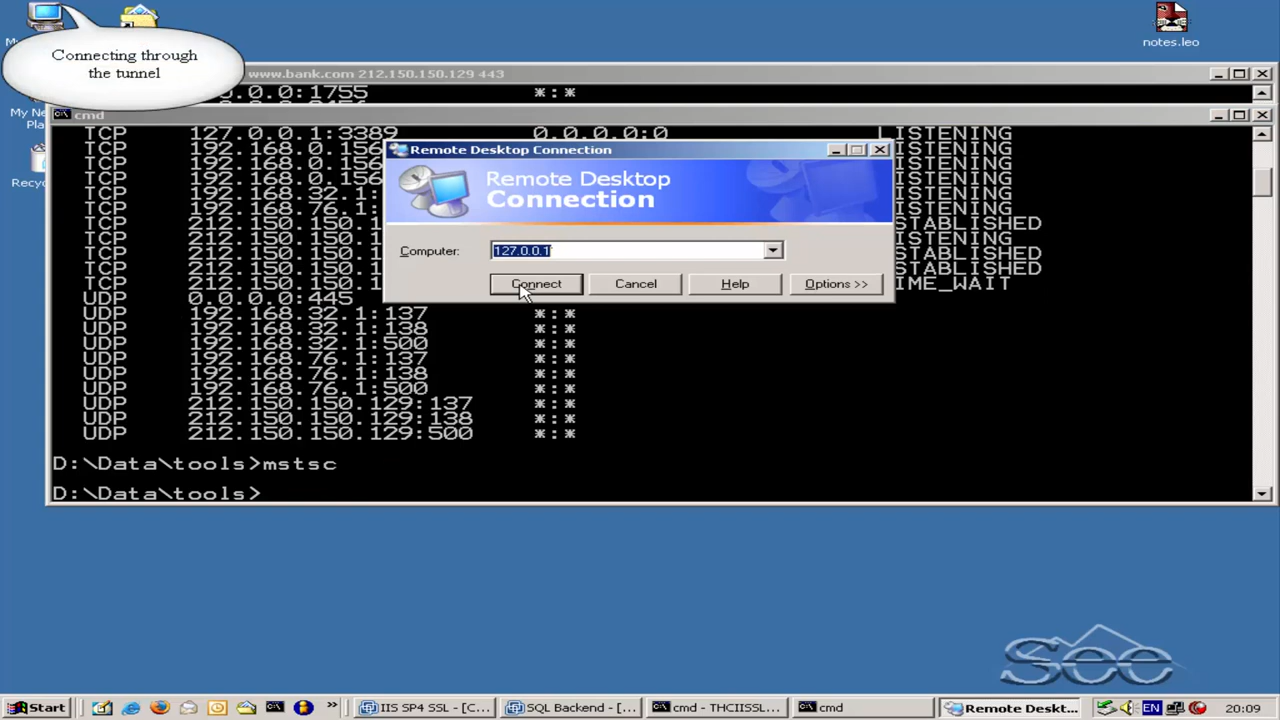 Connecting through
the tunnel
notes.leo
www.bank.com 212.150.150.129 443
0.0.0:1755 *:*
cmd
TCP 127.0.0.1:3389 0.0.0.0:0 LISTENING
TCP 192.168.0.156 ISTENING
TCP 192.168.0.156 ISTENING
TCP 192.168.0.156 ISTENING
TCP 192.168.32.1: ISTENING
TCP 192.168.76.1: ISTENING
TCP 212.150.150.1 STABLISHED
TCP 212.150.150.1 ISTENING
TCP 212.150.150.1 STABLISHED
TCP 212.150.150.1 STABLISHED
TCP 212.150.150.1 IME_WAIT
UDP 0.0.0.0:445
UDP 192.168.32.1:137 *:*
UDP 192.168.32.1:138 *:*
UDP 192.168.32.1:500 *:*
UDP 192.168.76.1:137 *:*
UDP 192.168.76.1:138 *:*
UDP 192.168.76.1:500 *:*
UDP 212.150.150.129:137 *:*
UDP 212.150.150.129:138 *:*
UDP 212.150.150.129:500 *:*
D:\Data\tools>mstsc
D:\Data\tools>
Remote Desktop Connection
Remote Desktop
Connection
Computer: 127.0.0.1
Connect Cancel Help Options >>
See
Start IIS SP4 SSL - [C... SQL Backend - [... cmd - THCIISSL... cmd Remote Deskt... EN 20:09